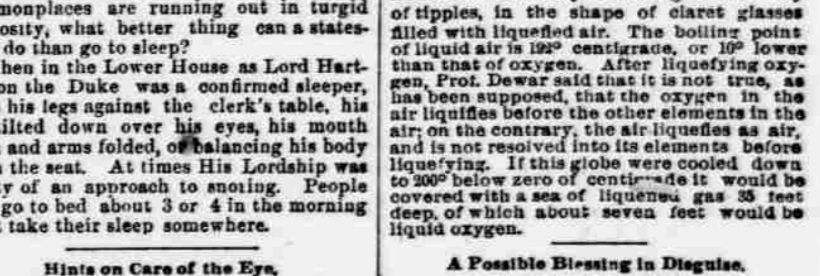 monplaces are running out in turgid
osity, what better thing can a states-
do than go to sleep?
hen in the Lower House as Lord Hart-
on the Duke was a confirmed sleeper,
his legs against the clerk's table, his
ilted down over his eyes, his mouth
and arms folded, or balancing his body
the seat. At times His Lordship was
y of an approach to snoring. People
go to bed about 3 or 4 in the morning
take their sleep somewhere.
Hints on Care of the Eye.
of tipples, in the shape of claret glasses
filled with liquefied air. The boiling point
of liquid air is 192° centigrade, or 10° lower
than that of oxygen. After liquefying oxy-
gen, Prof. Dewar said that it is not true, as
has been supposed, that the oxygen in the
air liquifies before the other elements in the
air; on the contrary, the air liquefies as air,
and is not resolved into its elements before
liquefying. If this globe were cooled down
to 200° below zero of centigrade it would be
covered with a sea of liquened gas 35 feet
deep, of which about seven feet would be
liquid oxygen.
A Possible Blessing in Disguise.